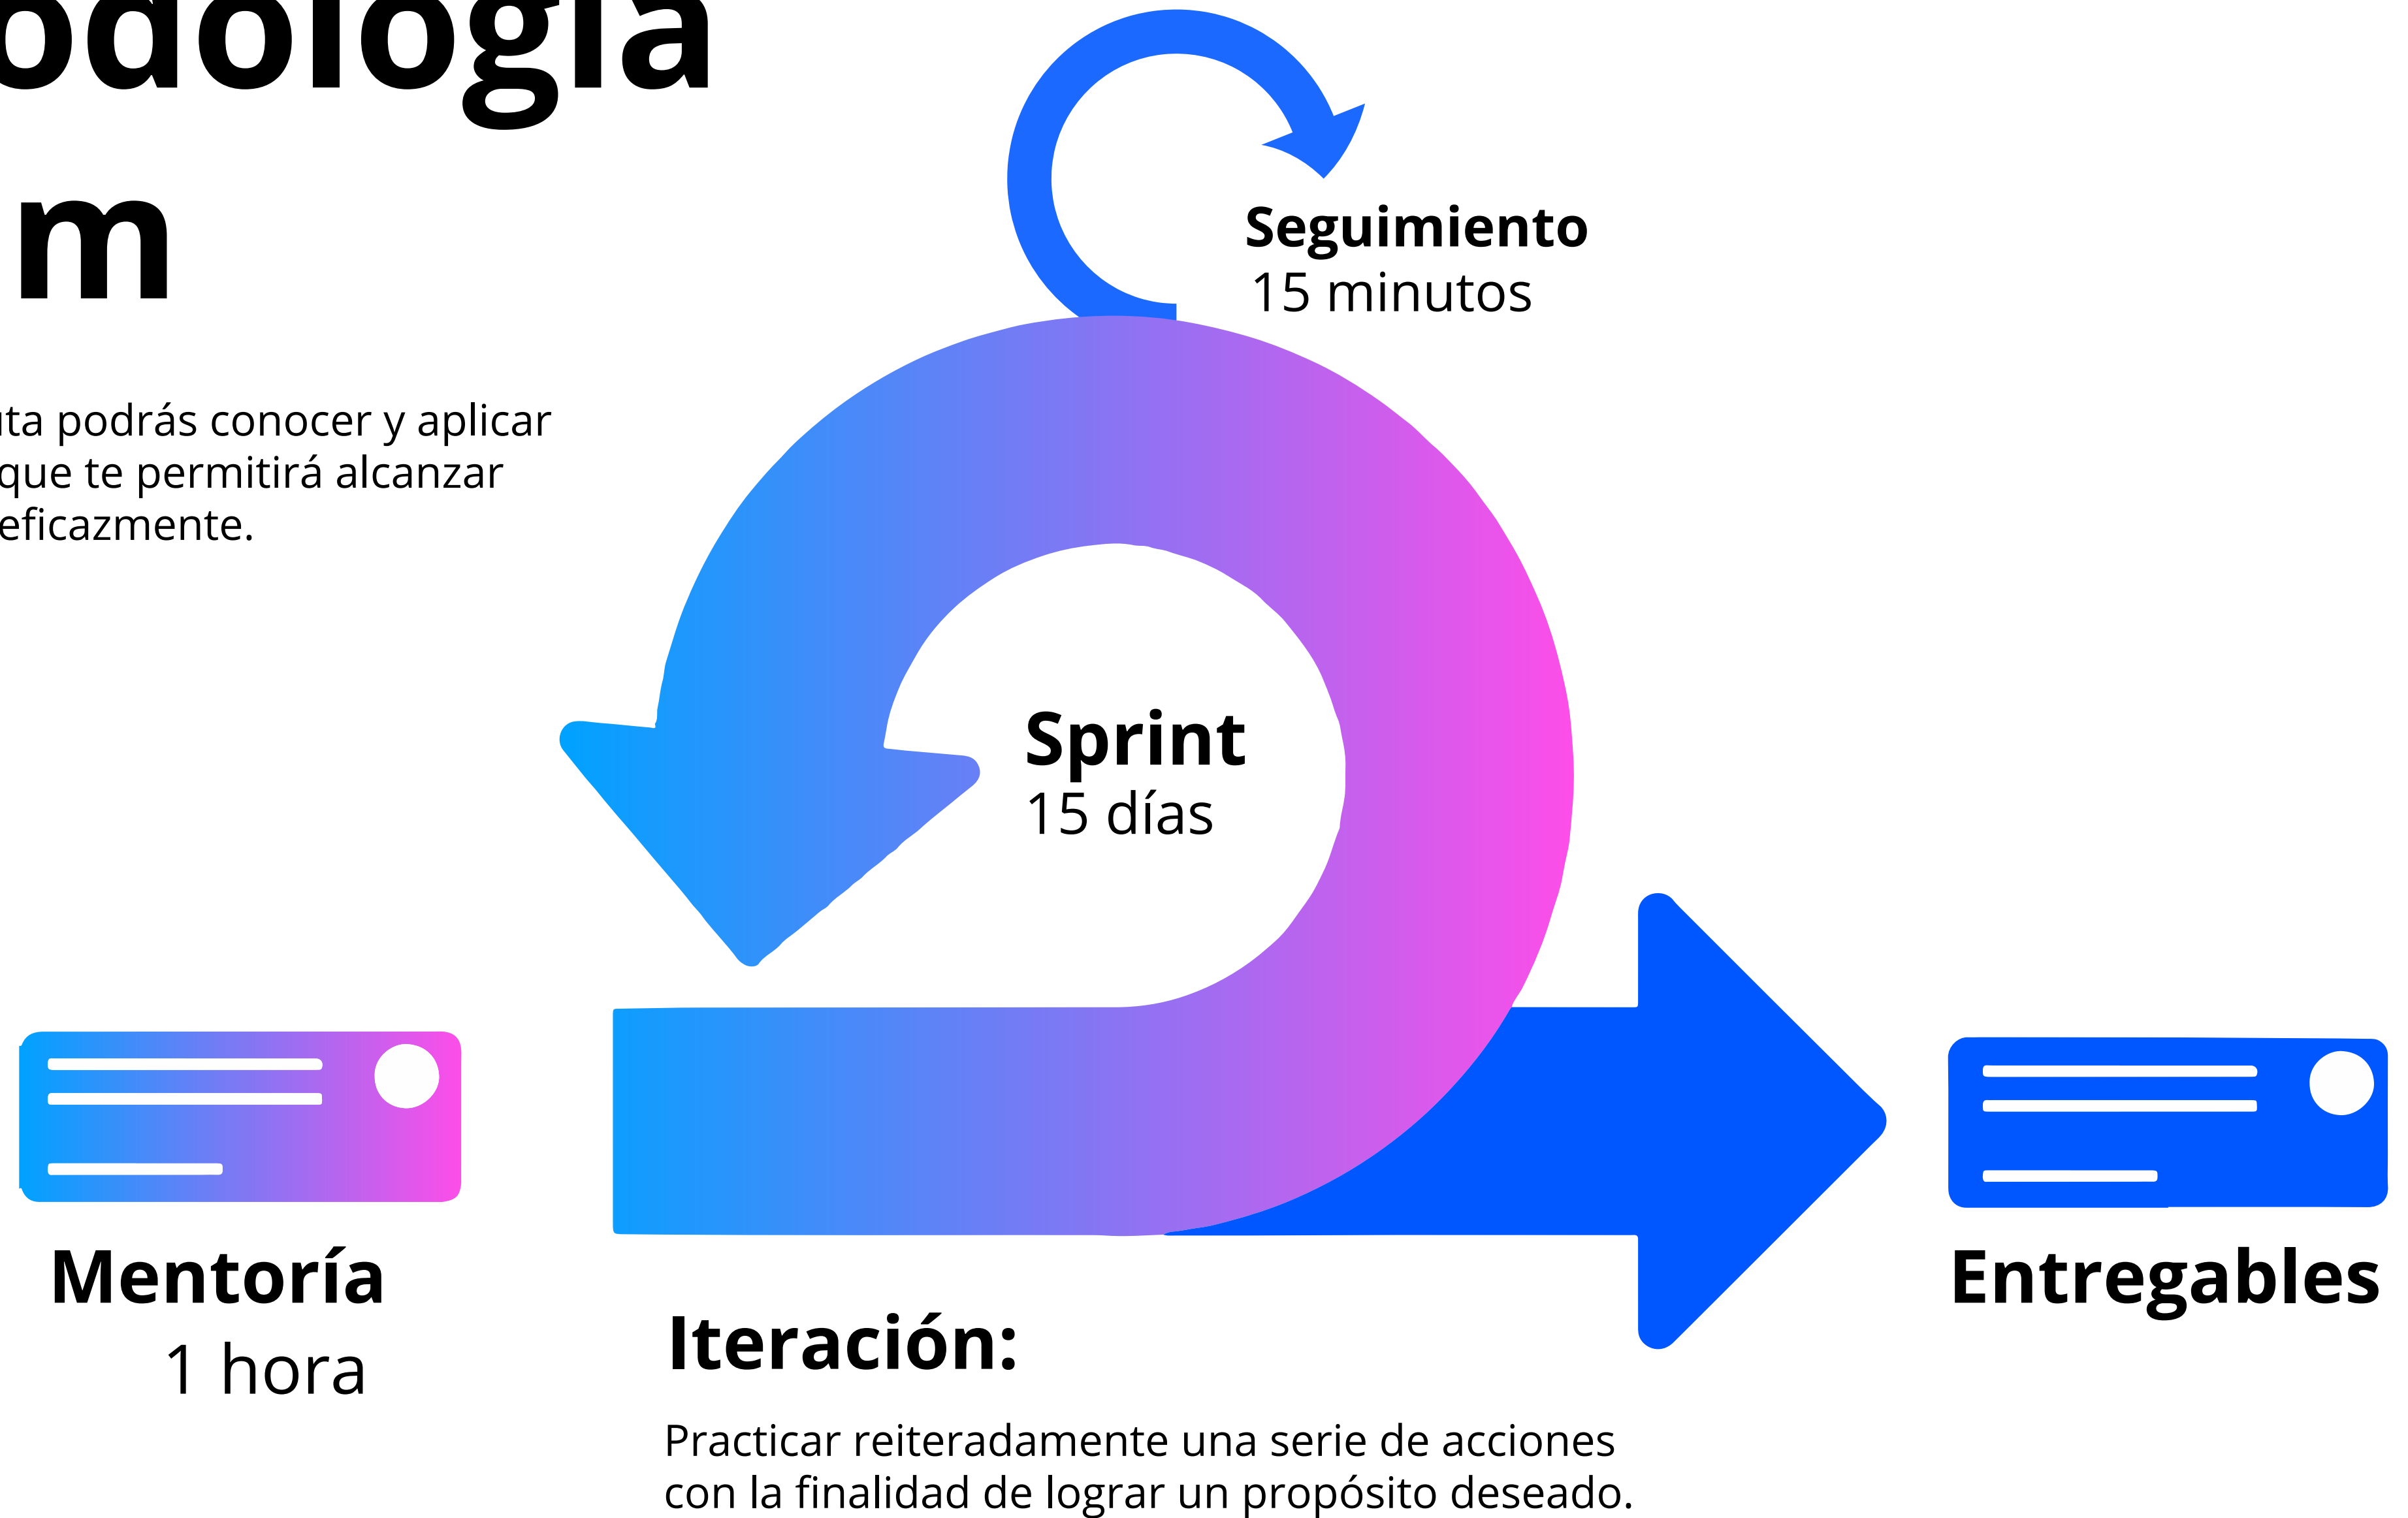 odología
m
ta podrás conocer y aplicar
que te permitirá alcanzar
eficazmente.
Seguimiento
15 minutos
Sprint
15 días
Mentoría
1 hora
Iteración:
Practicar reiteradamente una serie de acciones
con la finalidad de lograr un propósito deseado.
Entregables